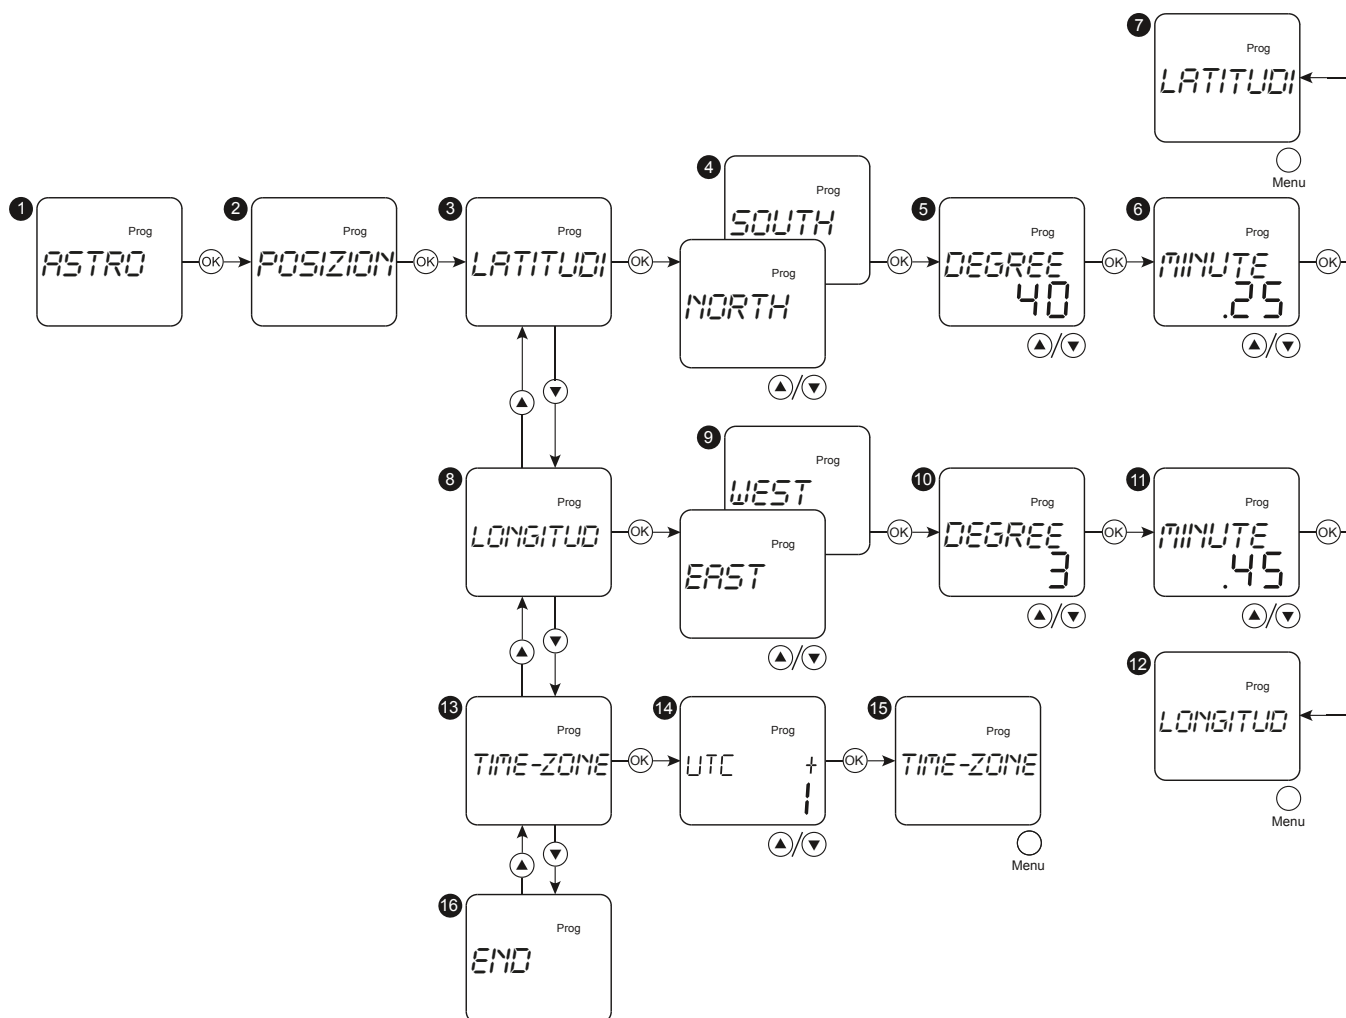 1
Prog
ASTRO
OK
2
Prog
POSIZION
OK
3
Prog
LATITUDI
OK
4
Prog
SOUTH
Prog
NORTH
/
OK
5
Prog
DEGREE
40
/
OK
6
Prog
MINUTE
.25
/
OK
7
Prog
LATITUDI
Menu
8
Prog
LONGITUD
OK
9
Prog
WEST
Prog
EAST
/
OK
10
Prog
DEGREE
3
/
OK
11
Prog
MINUTE
.45
/
OK
12
Prog
LONGITUD
Menu
13
Prog
TIME-ZONE
OK
14
Prog
UTC +
1
/
OK
15
Prog
TIME-ZONE
Menu
16
Prog
END